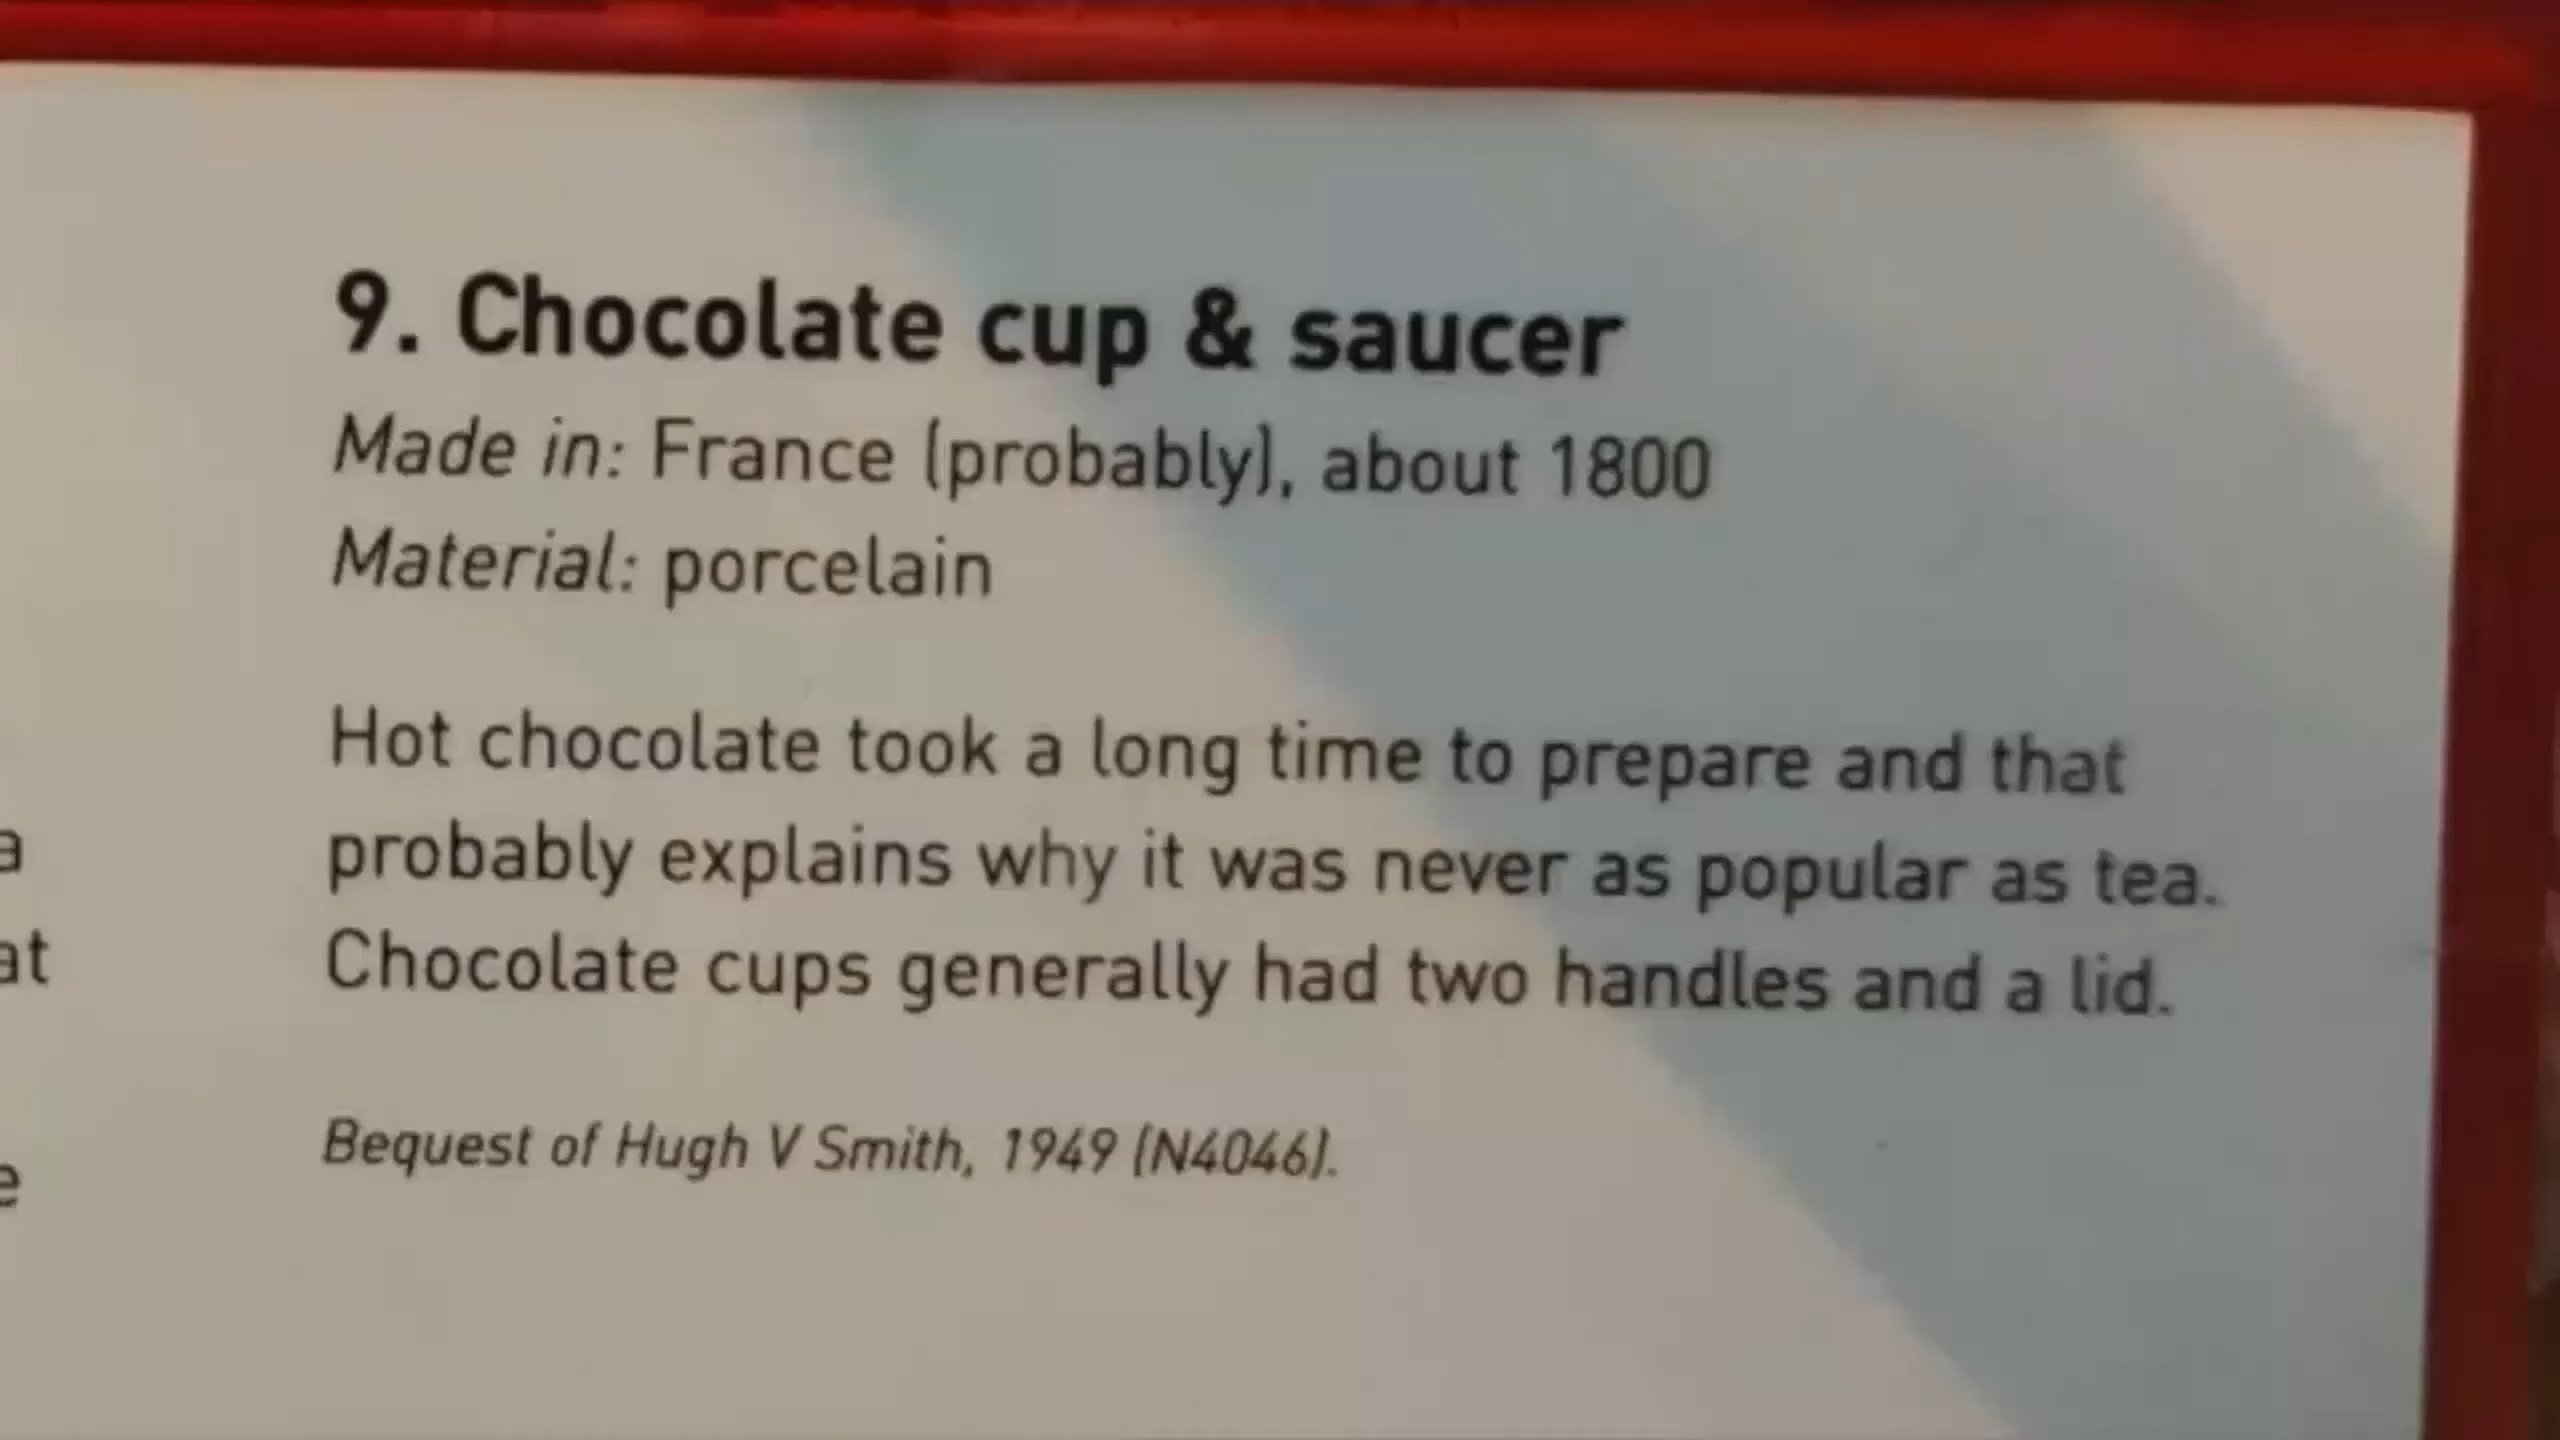 9. Chocolate cup & saucer
Made in: France (probably), about 1800
Material: porcelain
Hot chocolate took a long time to prepare and that
probably explains why it was never as popular as tea.
Chocolate cups generally had two handles and a lid.
Bequest of Hugh V Smith, 1949 (N4046).